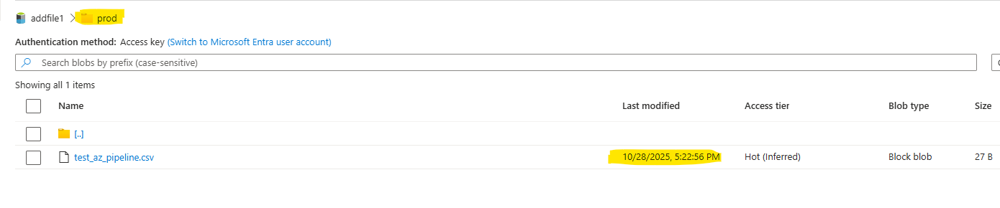 addfile1 > prod
Authentication method: Access key (Switch to Microsoft Entra user account)
Search blobs by prefix (case-sensitive)
Showing all 1 items
Name Last modified Access tier Blob type Size
[..]
test_az_pipeline.csv 10/28/2025, 5:22:56 PM Hot (Inferred) Block blob 27 B